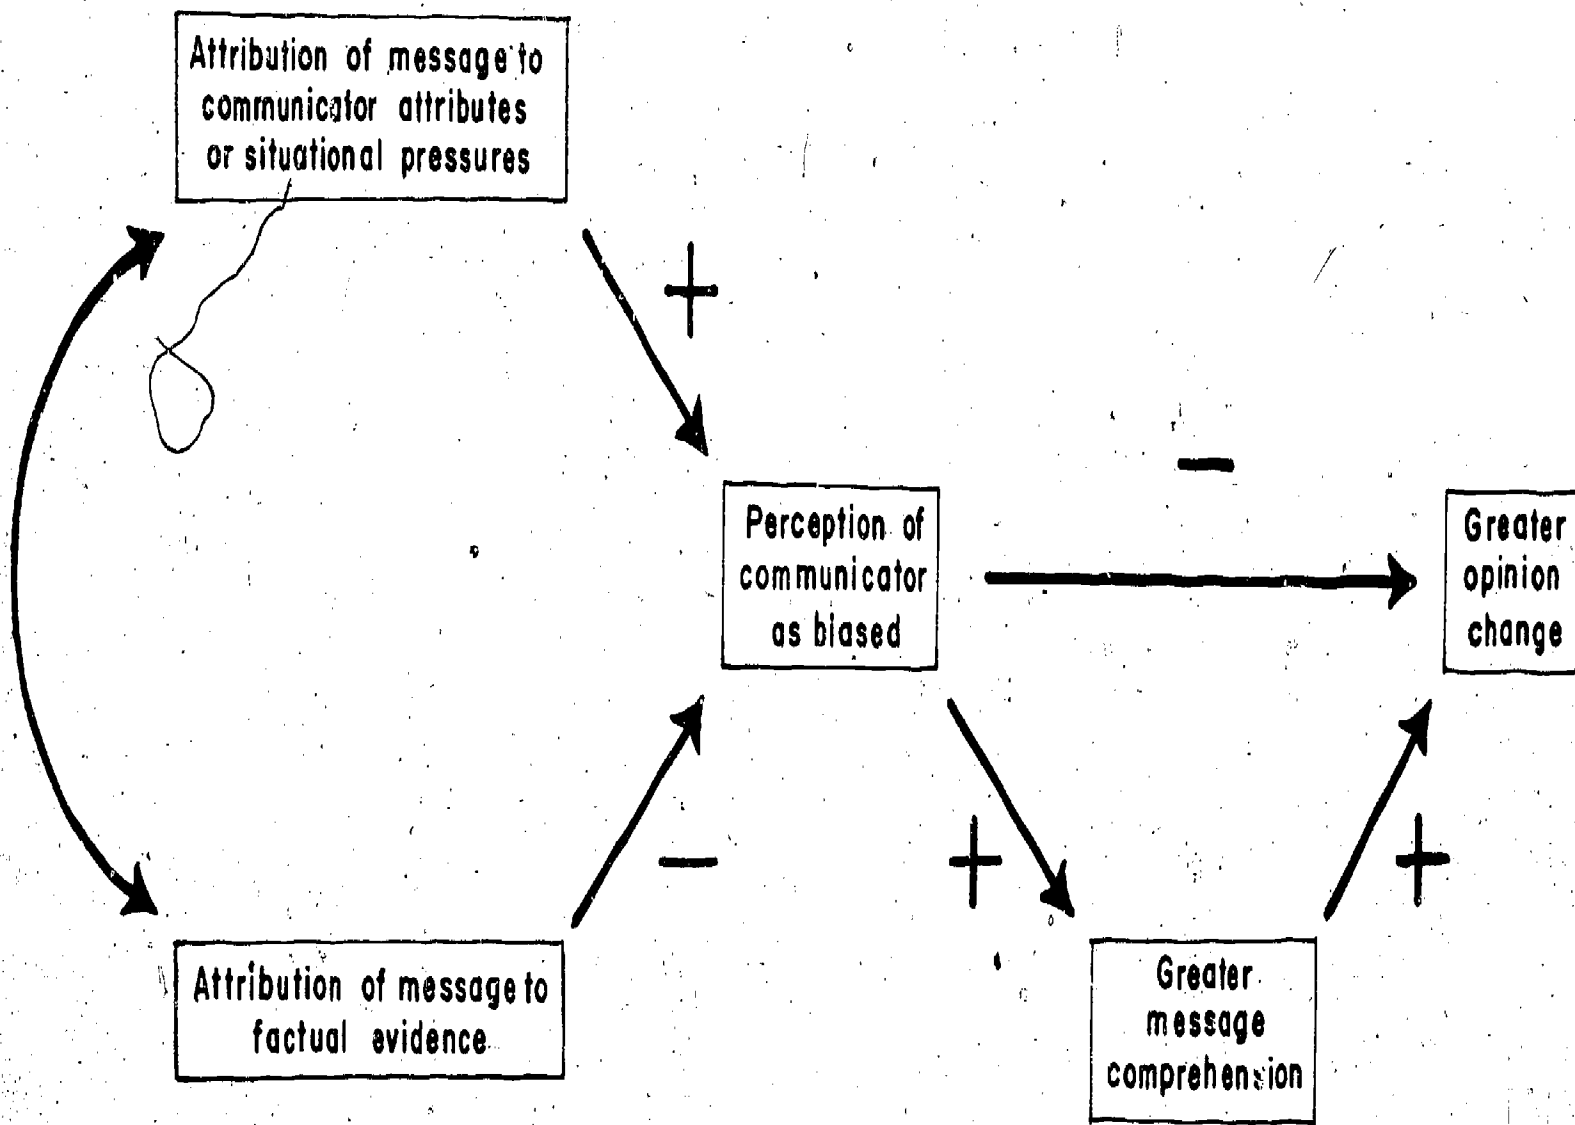 Attribution of message to
communicator attributes
or situational pressures
+
−
Perception of
communicator
as biased
Greater
opinion
change
−
+
+
Attribution of message to
factual evidence
Greater
message
comprehension